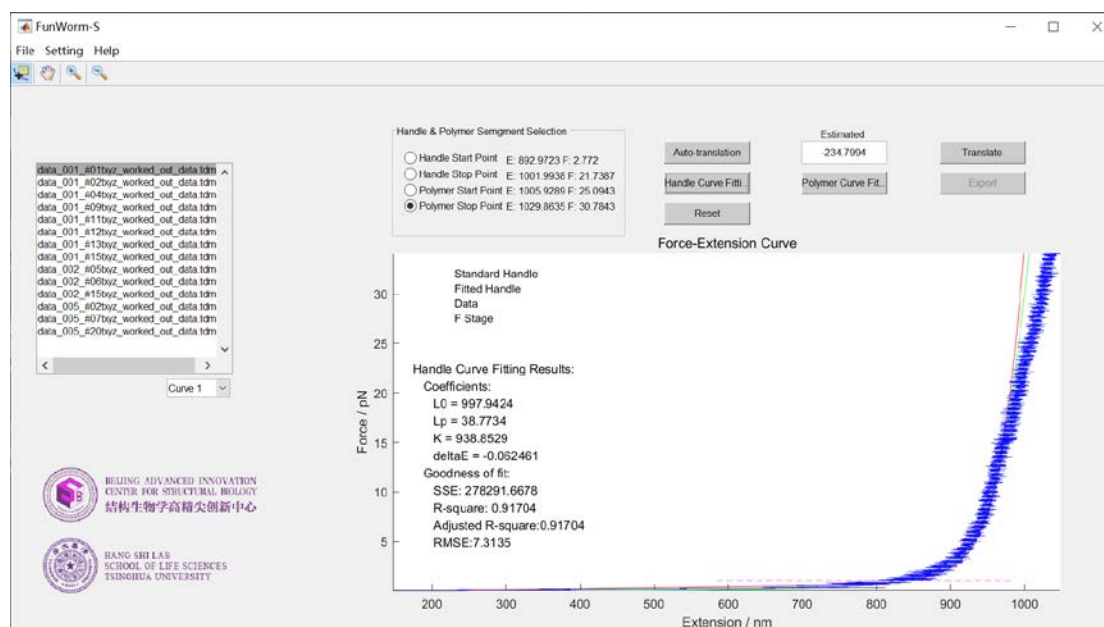 FunWorm-S
File Setting Help
Handle & Polymer Semgment Selection
Handle Start Point E: 892.9723 F: 2.772
Handle Stop Point E: 1001.9938 F: 21.7387
Polymer Start Point E: 1005.9289 F: 25.0943
Polymer Stop Point E: 1029.8635 F: 30.7843
Estimated
Auto-translation -234.7994 Translate
Handle Curve Fitti... Polymer Curve Fit... Export
Reset
data_001_#01txyz_worked_out_data.tdm
data_001_#02txyz_worked_out_data.tdm
data_001_#04txyz_worked_out_data.tdm
data_001_#09txyz_worked_out_data.tdm
data_001_#11txyz_worked_out_data.tdm
data_001_#12txyz_worked_out_data.tdm
data_001_#13txyz_worked_out_data.tdm
data_001_#15txyz_worked_out_data.tdm
data_002_#05txyz_worked_out_data.tdm
data_002_#06txyz_worked_out_data.tdm
data_002_#15txyz_worked_out_data.tdm
data_005_#02txyz_worked_out_data.tdm
data_005_#07txyz_worked_out_data.tdm
data_005_#20txyz_worked_out_data.tdm
Curve 1
Force-Extension Curve
Standard Handle
Fitted Handle
Data
F Stage
Handle Curve Fitting Results:
Coefficients:
L0 = 997.9424
Lp = 38.7734
K = 938.8529
deltaE = -0.062461
Goodness of fit:
SSE: 278291.6678
R-square: 0.91704
Adjusted R-square:0.91704
RMSE:7.3135
Force / pN
30
25
20
15
10
5
200 300 400 500 600 700 800 900 1000
Extension / nm
BEIJING ADVANCED INNOVATION
CENTER FOR STRUCTURAL BIOLOGY
结构生物学高精尖创新中心
HANG SHI LAB
SCHOOL OF LIFE SCIENCES
TSINGHUA UNIVERSITY